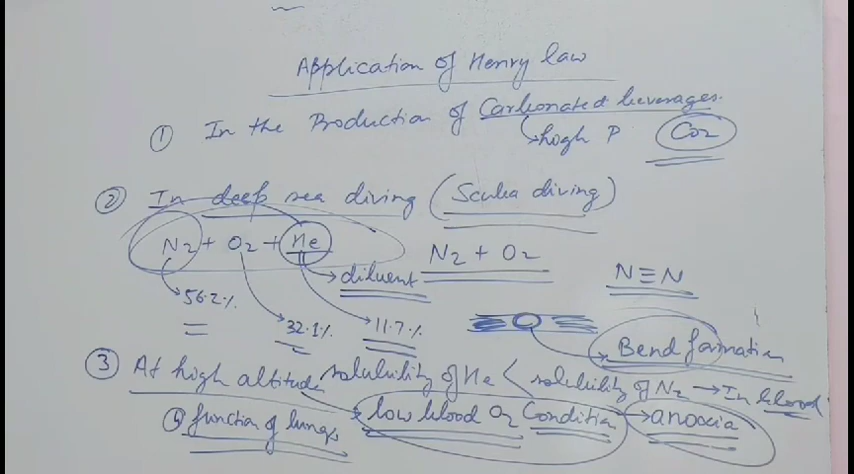 Application of Henry law
① In the Production of Carbonated beverages.
high P CO2
② In deep sea diving (Scuba diving)
N2 + O2 + He N2 + O2
diluent N≡N
56.2% 32.1% 11.7%
Bend formation
solubility of He < solubility of N2 → In blood
③ At high altitude
low blood O2 Condition → anoxia
④ function of lungs